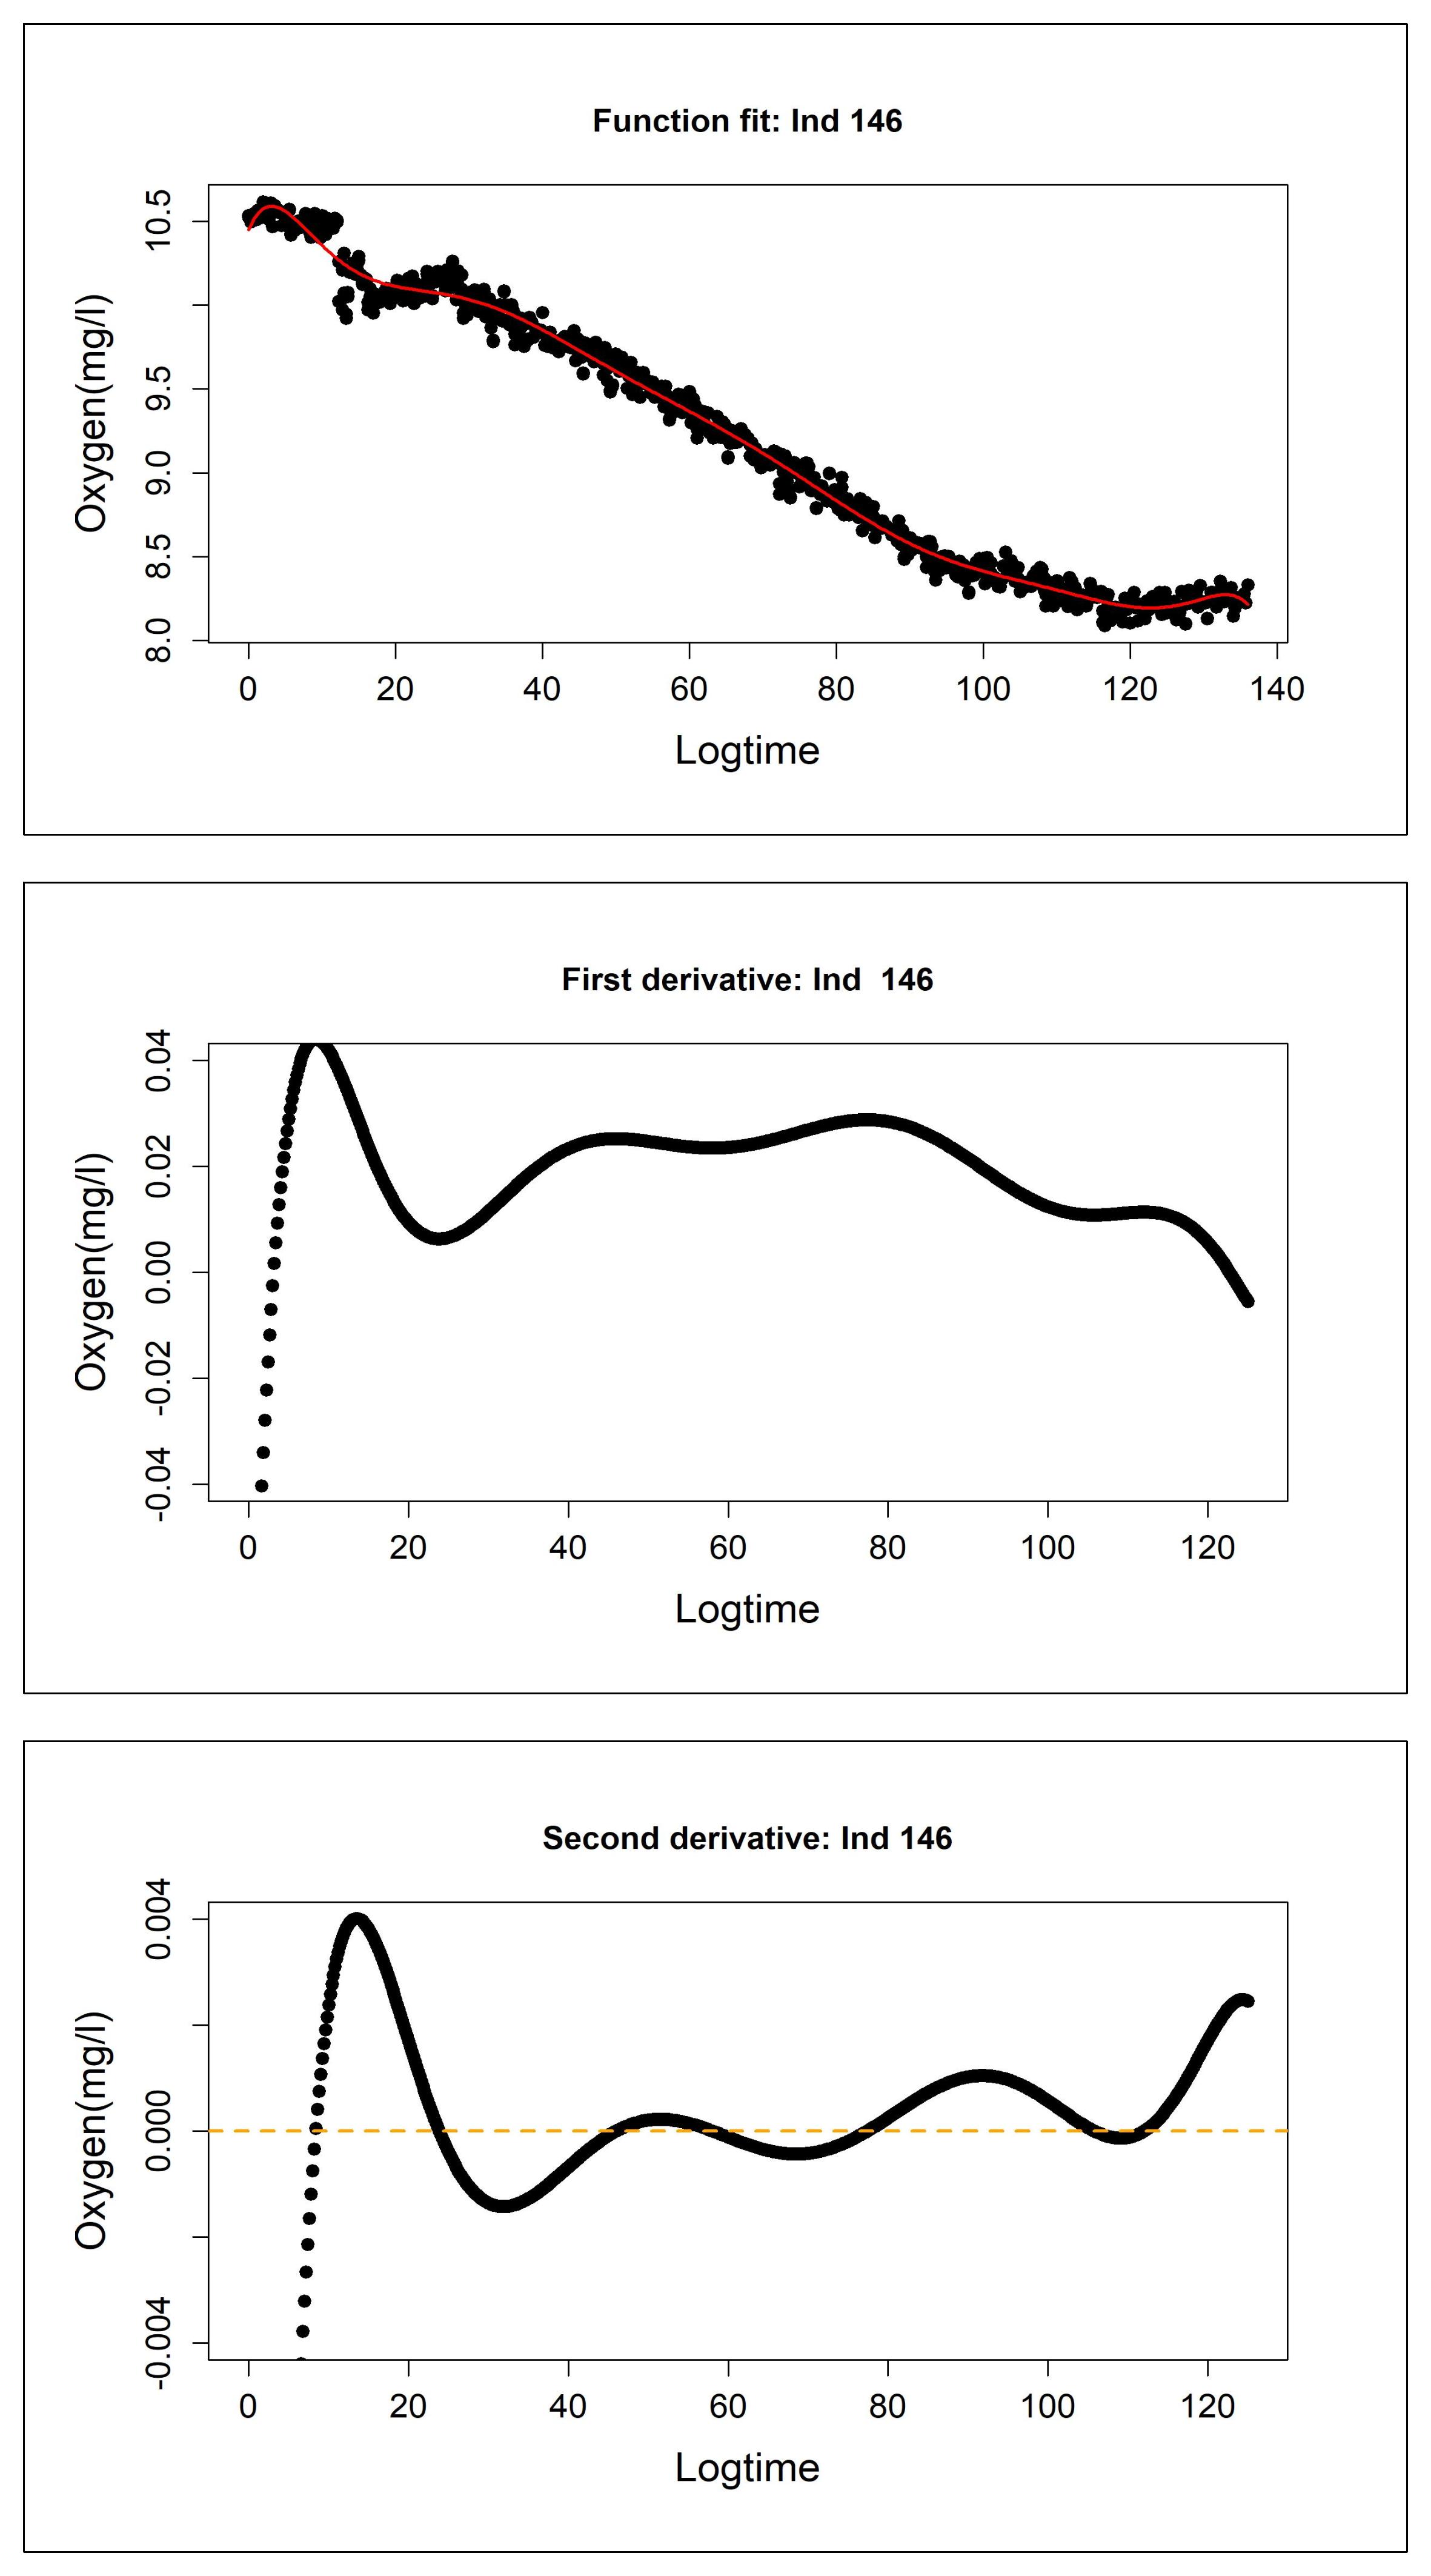 Function fit: Ind 146
10.5
9.5
9.0
8.5
8.0
Oxygen(mg/l)
0 20 40 60 80 100 120 140
Logtime
First derivative: Ind  146
0.04
0.02
0.00
-0.02
-0.04
Oxygen(mg/l)
0 20 40 60 80 100 120
Logtime
Second derivative: Ind 146
0.004
0.000
-0.004
Oxygen(mg/l)
0 20 40 60 80 100 120
Logtime